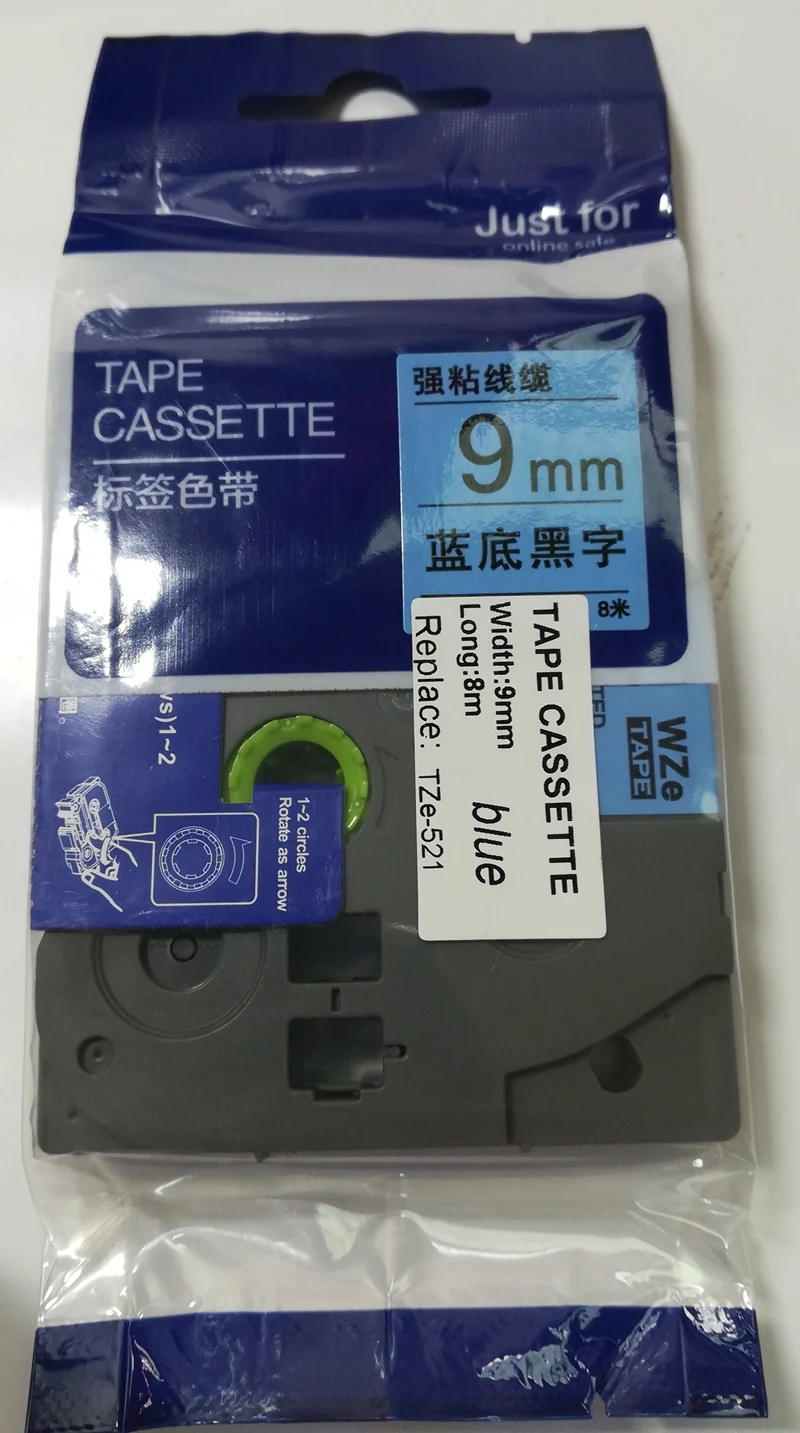 Just for
online sale
TAPE
CASSETTE
标签色带
强粘线缆
9mm
蓝底黑字
8米
TAPE CASSETTE
Width:9mm
Long:8m
blue
Replace: TZe-521
WZe
TAPE
1~2 circles
Rotate as arrow